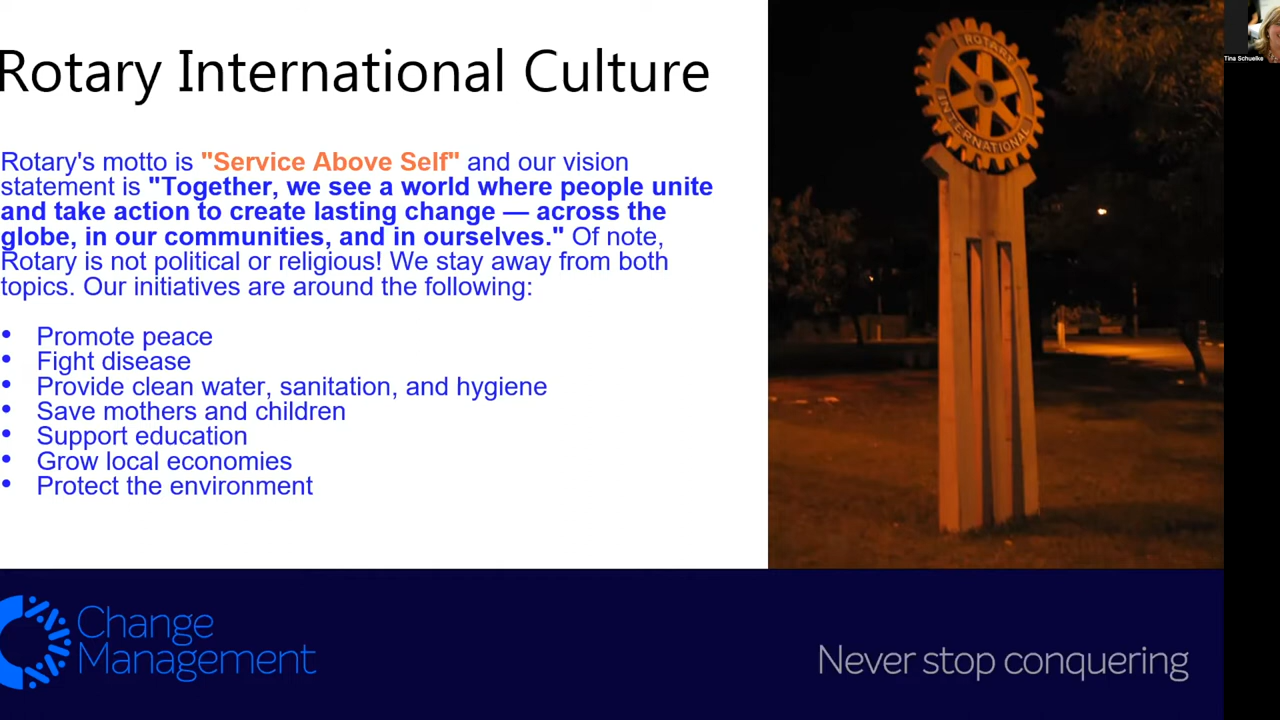 Rotary International Culture
Rotary's motto is "Service Above Self" and our vision
statement is "Together, we see a world where people unite
and take action to create lasting change — across the
globe, in our communities, and in ourselves." Of note,
Rotary is not political or religious! We stay away from both
topics. Our initiatives are around the following:
• Promote peace
• Fight disease
• Provide clean water, sanitation, and hygiene
• Save mothers and children
• Support education
• Grow local economies
• Protect the environment
ROTARY
INTERNATIONAL
Tina Schuelke
Change
Management
Never stop conquering